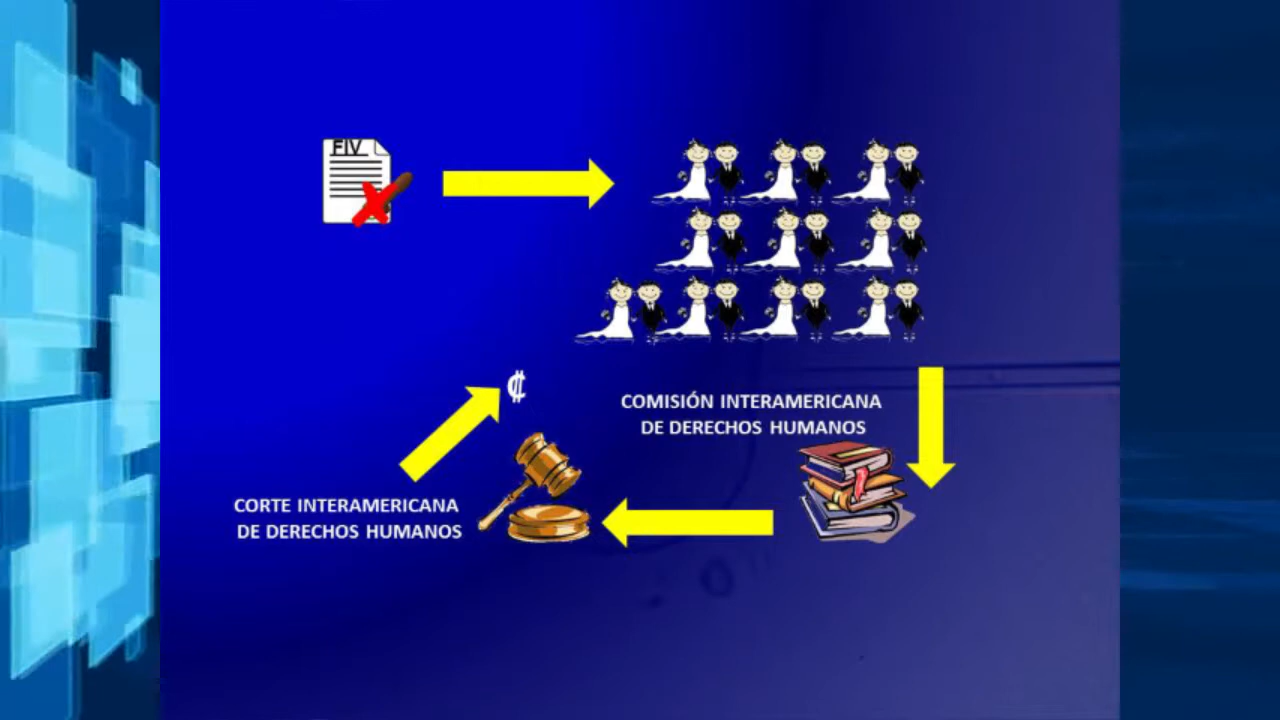 FIV
₡
COMISIÓN INTERAMERICANA
DE DERECHOS HUMANOS
CORTE INTERAMERICANA
DE DERECHOS HUMANOS